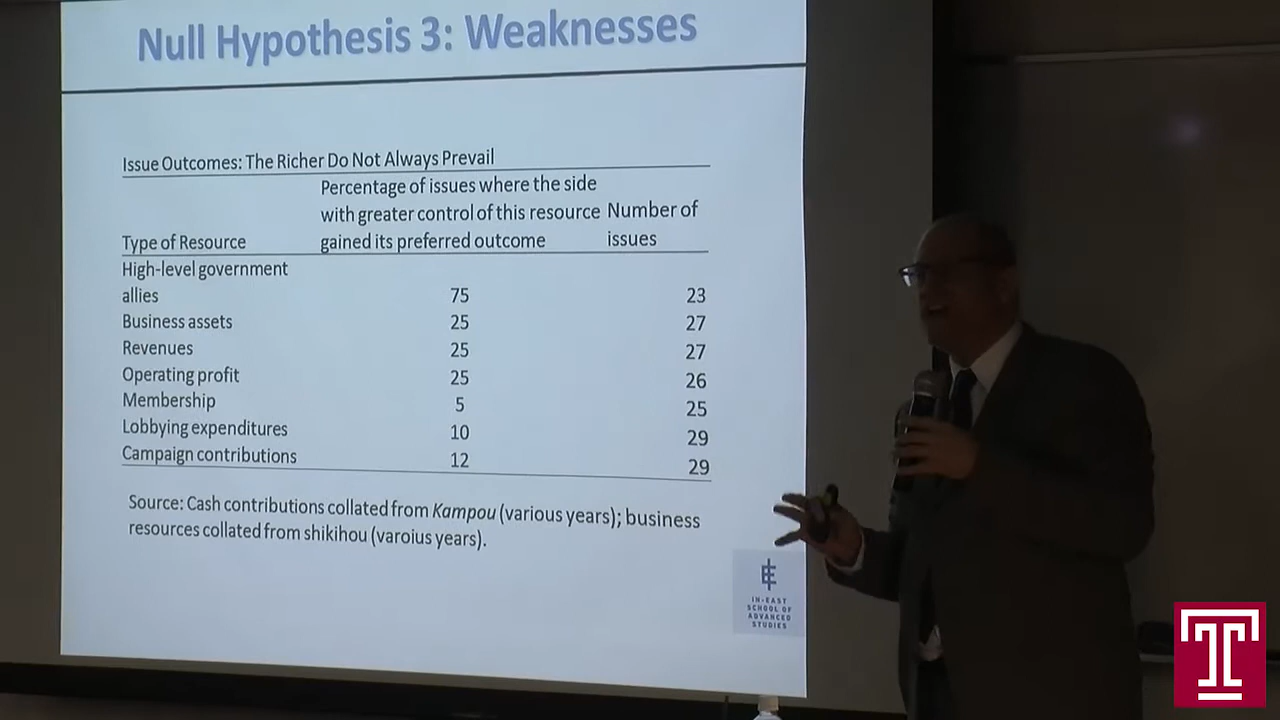 Null Hypothesis 3: Weaknesses
Issue Outcomes: The Richer Do Not Always Prevail
Percentage of issues where the side
with greater control of this resource Number of
Type of Resource gained its preferred outcome issues
High-level government
allies 75 23
Business assets 25 27
Revenues 25 27
Operating profit 25 26
Membership 5 25
Lobbying expenditures 10 29
Campaign contributions 12 29
Source: Cash contributions collated from Kampou (various years); business
resources collated from shikihou (varoius years).
IN-EAST
SCHOOL OF
ADVANCED
STUDIES
T